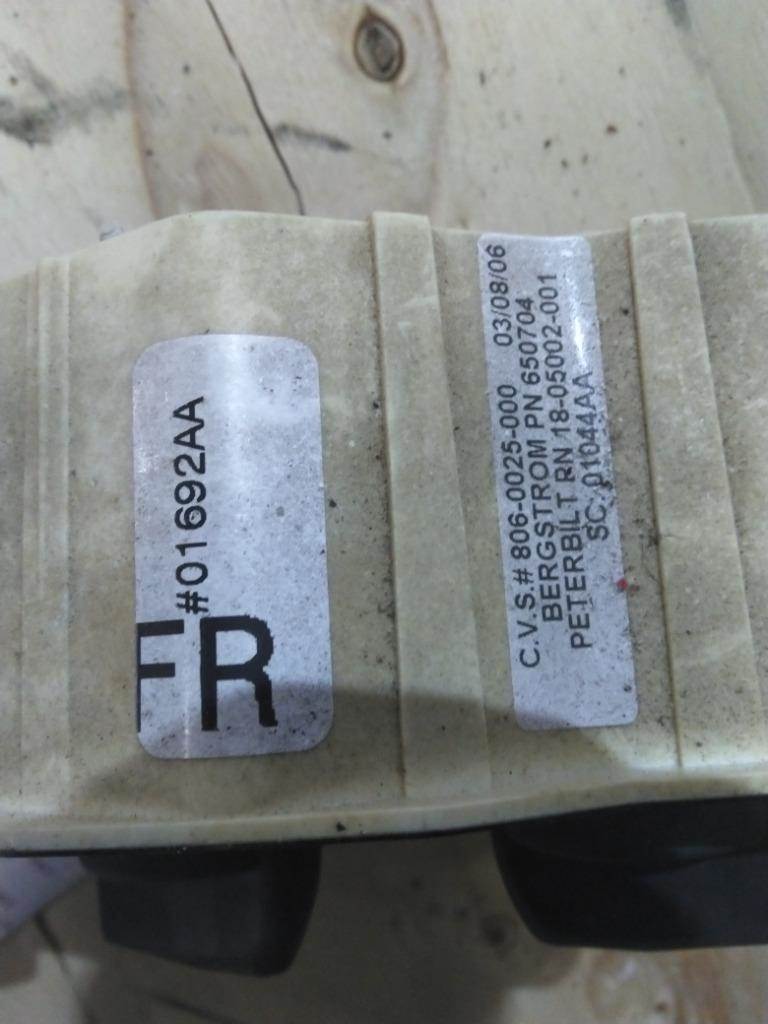 #01692AA
FR
C.V.S.# 806-0025-000 03/08/06
BERGSTROM PN 650704
PETERBILT RN 18-05002-001
SC: 01044AA